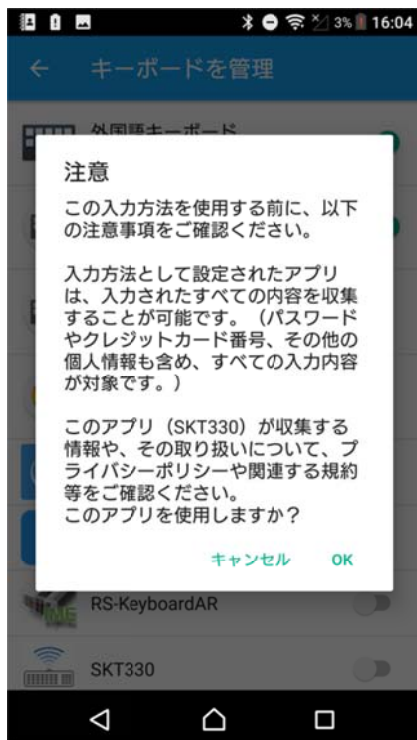 3% 16:04
キーボードを管理
外国語キーボード
注意
この入力方法を使用する前に、以下
の注意事項をご確認ください。
入力方法として設定されたアプリ
は、入力されたすべての内容を収集
することが可能です。（パスワード
やクレジットカード番号、その他の
個人情報も含め、すべての入力内容
が対象です。）
このアプリ（SKT330）が収集する
情報や、その取り扱いについて、プ
ライバシーポリシーや関連する規約
等をご確認ください。
このアプリを使用しますか？
キャンセル OK
RS-KeyboardAR
SKT330